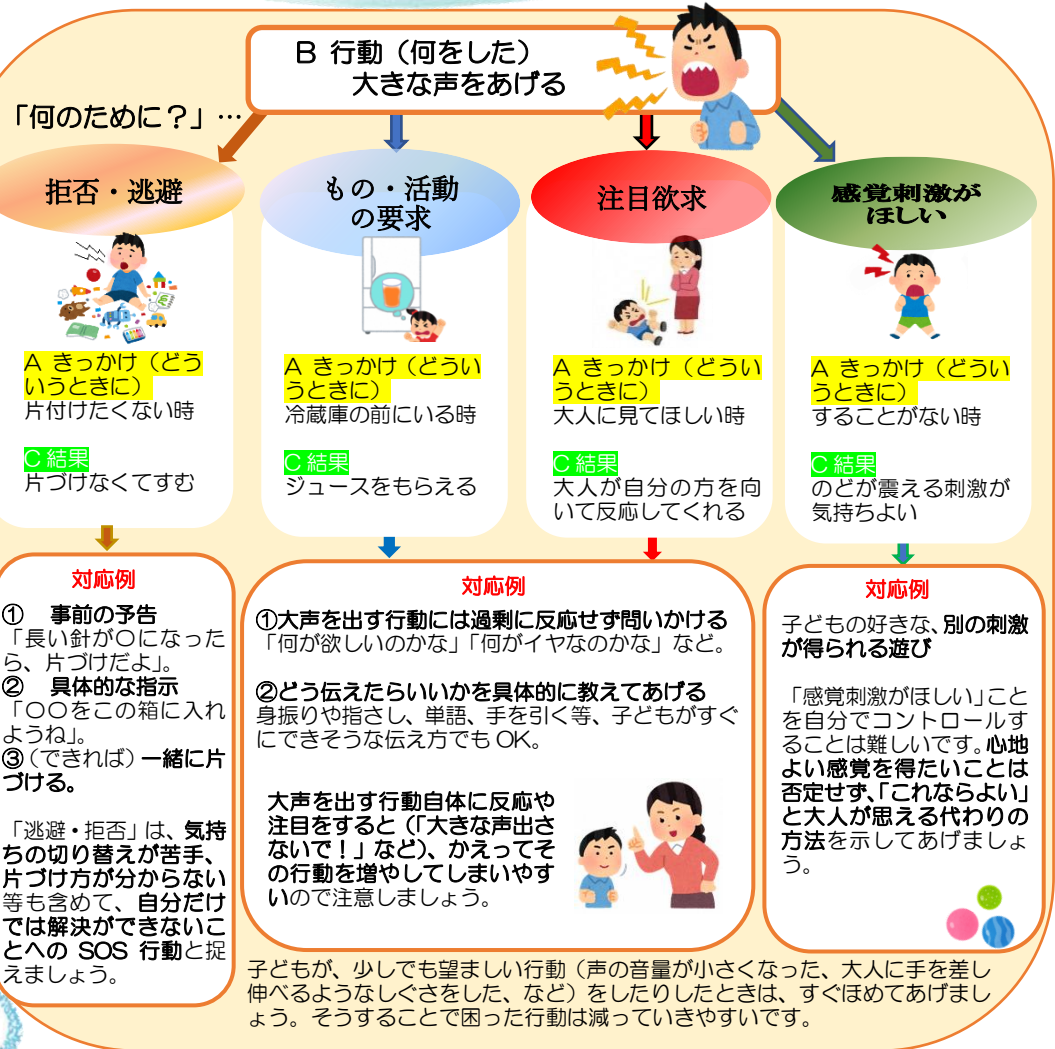 B 行動（何をした）
大きな声をあげる
「何のために？」…
拒否・逃避
A きっかけ（どう
いうときに）
片付けたくない時
C 結果
片づけなくてすむ
もの・活動
の要求
A きっかけ（どうい
うときに）
冷蔵庫の前にいる時
C 結果
ジュースをもらえる
注目欲求
A きっかけ（どうい
うときに）
大人に見てほしい時
C 結果
大人が自分の方を向
いて反応してくれる
感覚刺激が
ほしい
A きっかけ（どうい
うときに）
することがない時
C 結果
のどが震える刺激が
気持ちよい
対応例
① 事前の予告
「長い針が〇になった
ら、片づけだよ」。
② 具体的な指示
「〇〇をこの箱に入れ
ようね」。
③（できれば）一緒に片
づける。
「逃避・拒否」は、気持
ちの切り替えが苦手、
片づけ方が分からない
等も含めて、自分だけ
では解決ができないこ
とへの SOS 行動と捉
えましょう。
対応例
①大声を出す行動には過剰に反応せず問いかける
「何が欲しいのかな」「何がイヤなのかな」など。
②どう伝えたらいいかを具体的に教えてあげる
身振りや指さし、単語、手を引く等、子どもがすぐ
にできそうな伝え方でも OK。
大声を出す行動自体に反応や
注目をすると（「大きな声出さ
ないで！」など）、かえってそ
の行動を増やしてしまいやす
いので注意しましょう。
対応例
子どもの好きな、別の刺激
が得られる遊び
「感覚刺激がほしい」こと
を自分でコントロールす
ることは難しいです。心地
よい感覚を得たいことは
否定せず、「これならよい」
と大人が思える代わりの
方法を示してあげましょ
う。
子どもが、少しでも望ましい行動（声の音量が小さくなった、大人に手を差し
伸べるようなしぐさをした、など）をしたりしたときは、すぐほめてあげまし
ょう。そうすることで困った行動は減っていきやすいです。